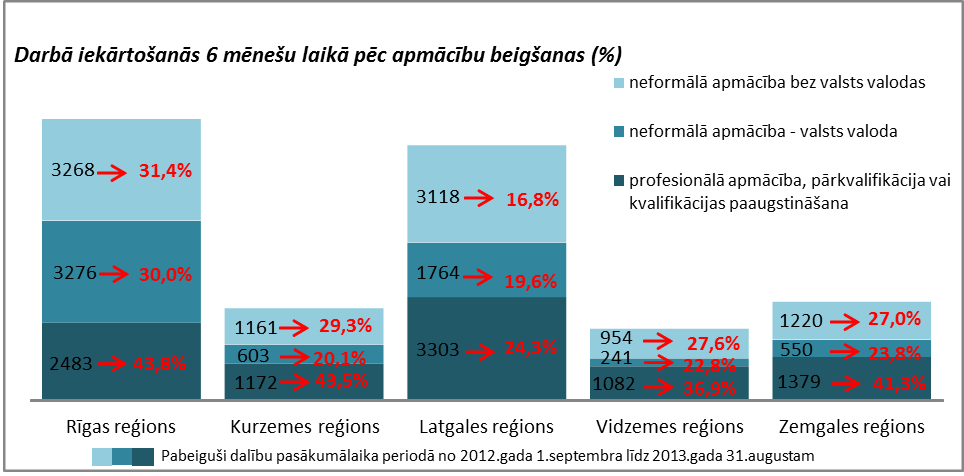 Darbā iekārtošanās 6 mēnešu laikā pēc apmācību beigšanas (%)
neformālā apmācība bez valsts valodas
neformālā apmācība - valsts valoda
profesionālā apmācība, pārkvalifikācija vai
kvalifikācijas paaugstināšana
3268 31,4%
3276 30,0%
2483 43,8%
1161 29,3%
603 20,1%
1172 43,5%
3118 16,8%
1764 19,6%
3303 24,3%
954 27,6%
241 22,8%
1082 36,9%
1220 27,0%
550 23,8%
1379 41,3%
Rīgas reģions Kurzemes reģions Latgales reģions Vidzemes reģions Zemgales reģions
Pabeiguši dalību pasākumālaika periodā no 2012.gada 1.septembra līdz 2013.gada 31.augustam